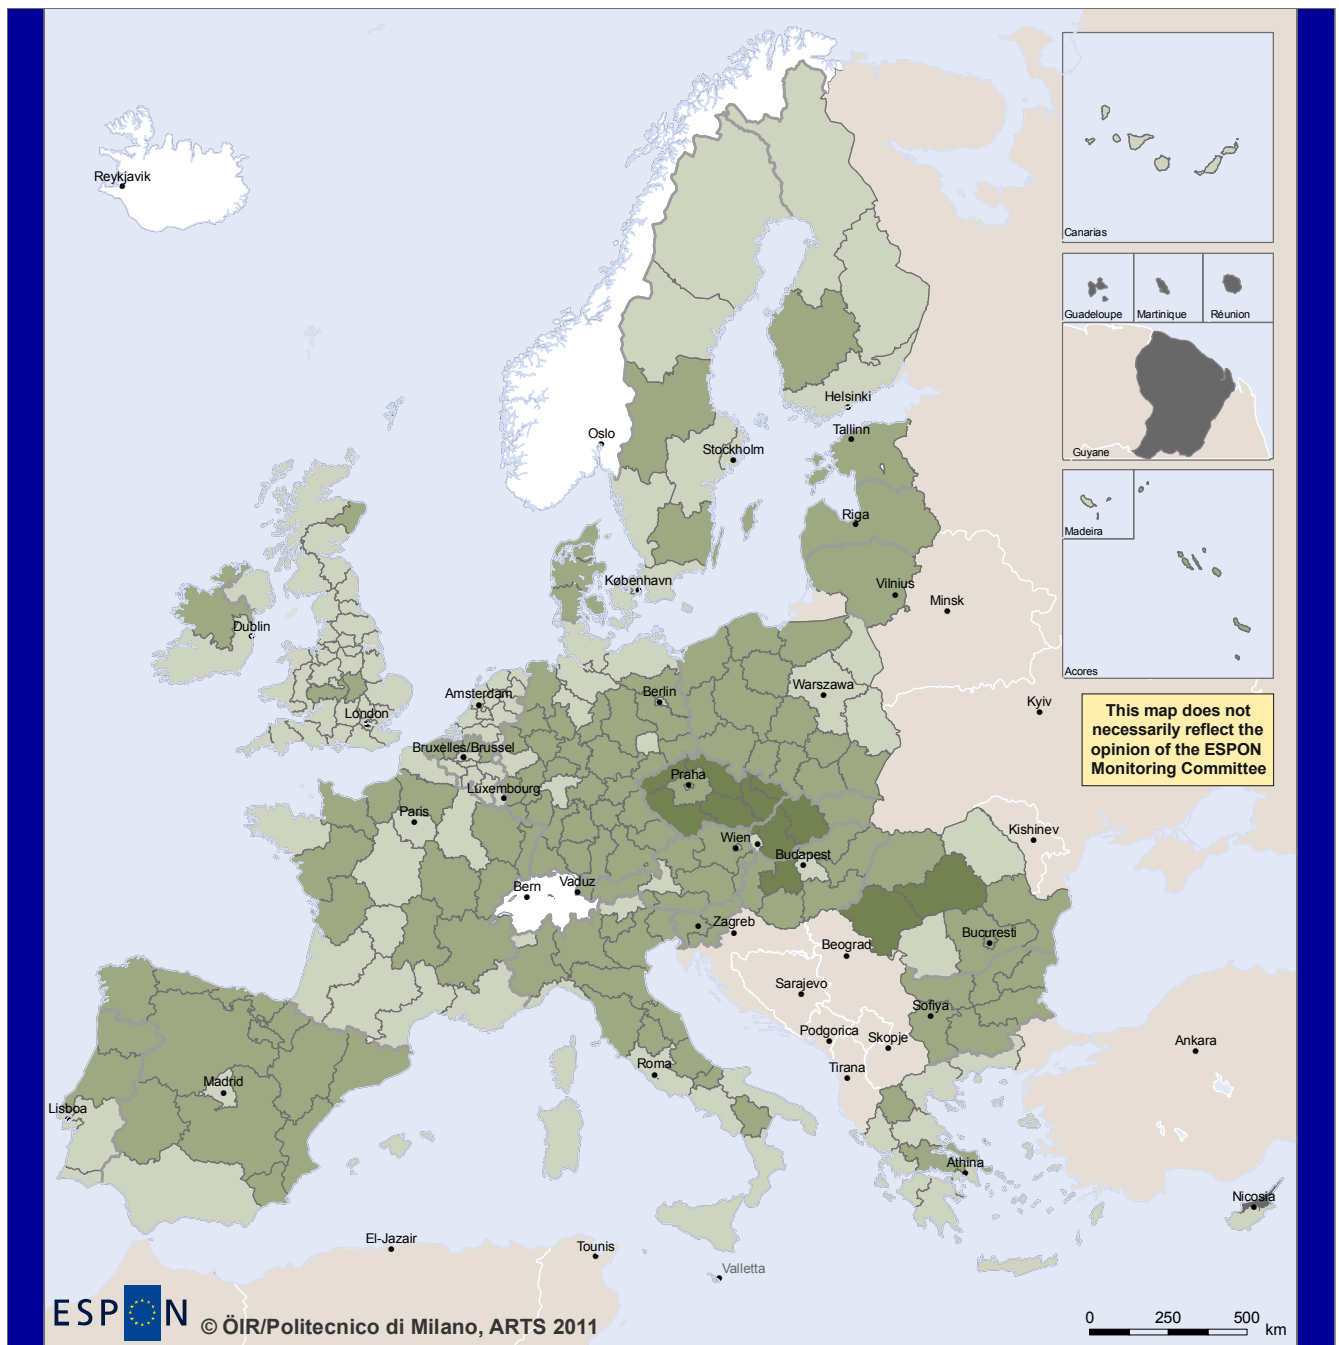 Reykjavik
Canarias
Guadeloupe
Martinique
Réunion
Guyane
Madeira
Acores
This map does not
necessarily reflect the
opinion of the ESPON
Monitoring Committee
Oslo
Helsinki
Tallinn
Stockholm
Riga
København
Vilnius
Minsk
Dublin
Amsterdam
Berlin
Warszawa
London
Kyiv
Bruxelles/Brussel
Praha
Luxembourg
Paris
Kishinev
Wien
Budapest
Bern
Vaduz
Zagreb
Bucuresti
Beograd
Sarajevo
Sofiya
Podgorica
Skopje
Ankara
Roma
Tirana
Madrid
Lisboa
Athina
Nicosia
El-Jazair
Tounis
Valletta
ESPON
© ÖIR/Politecnico di Milano, ARTS 2011
0 250 500
km